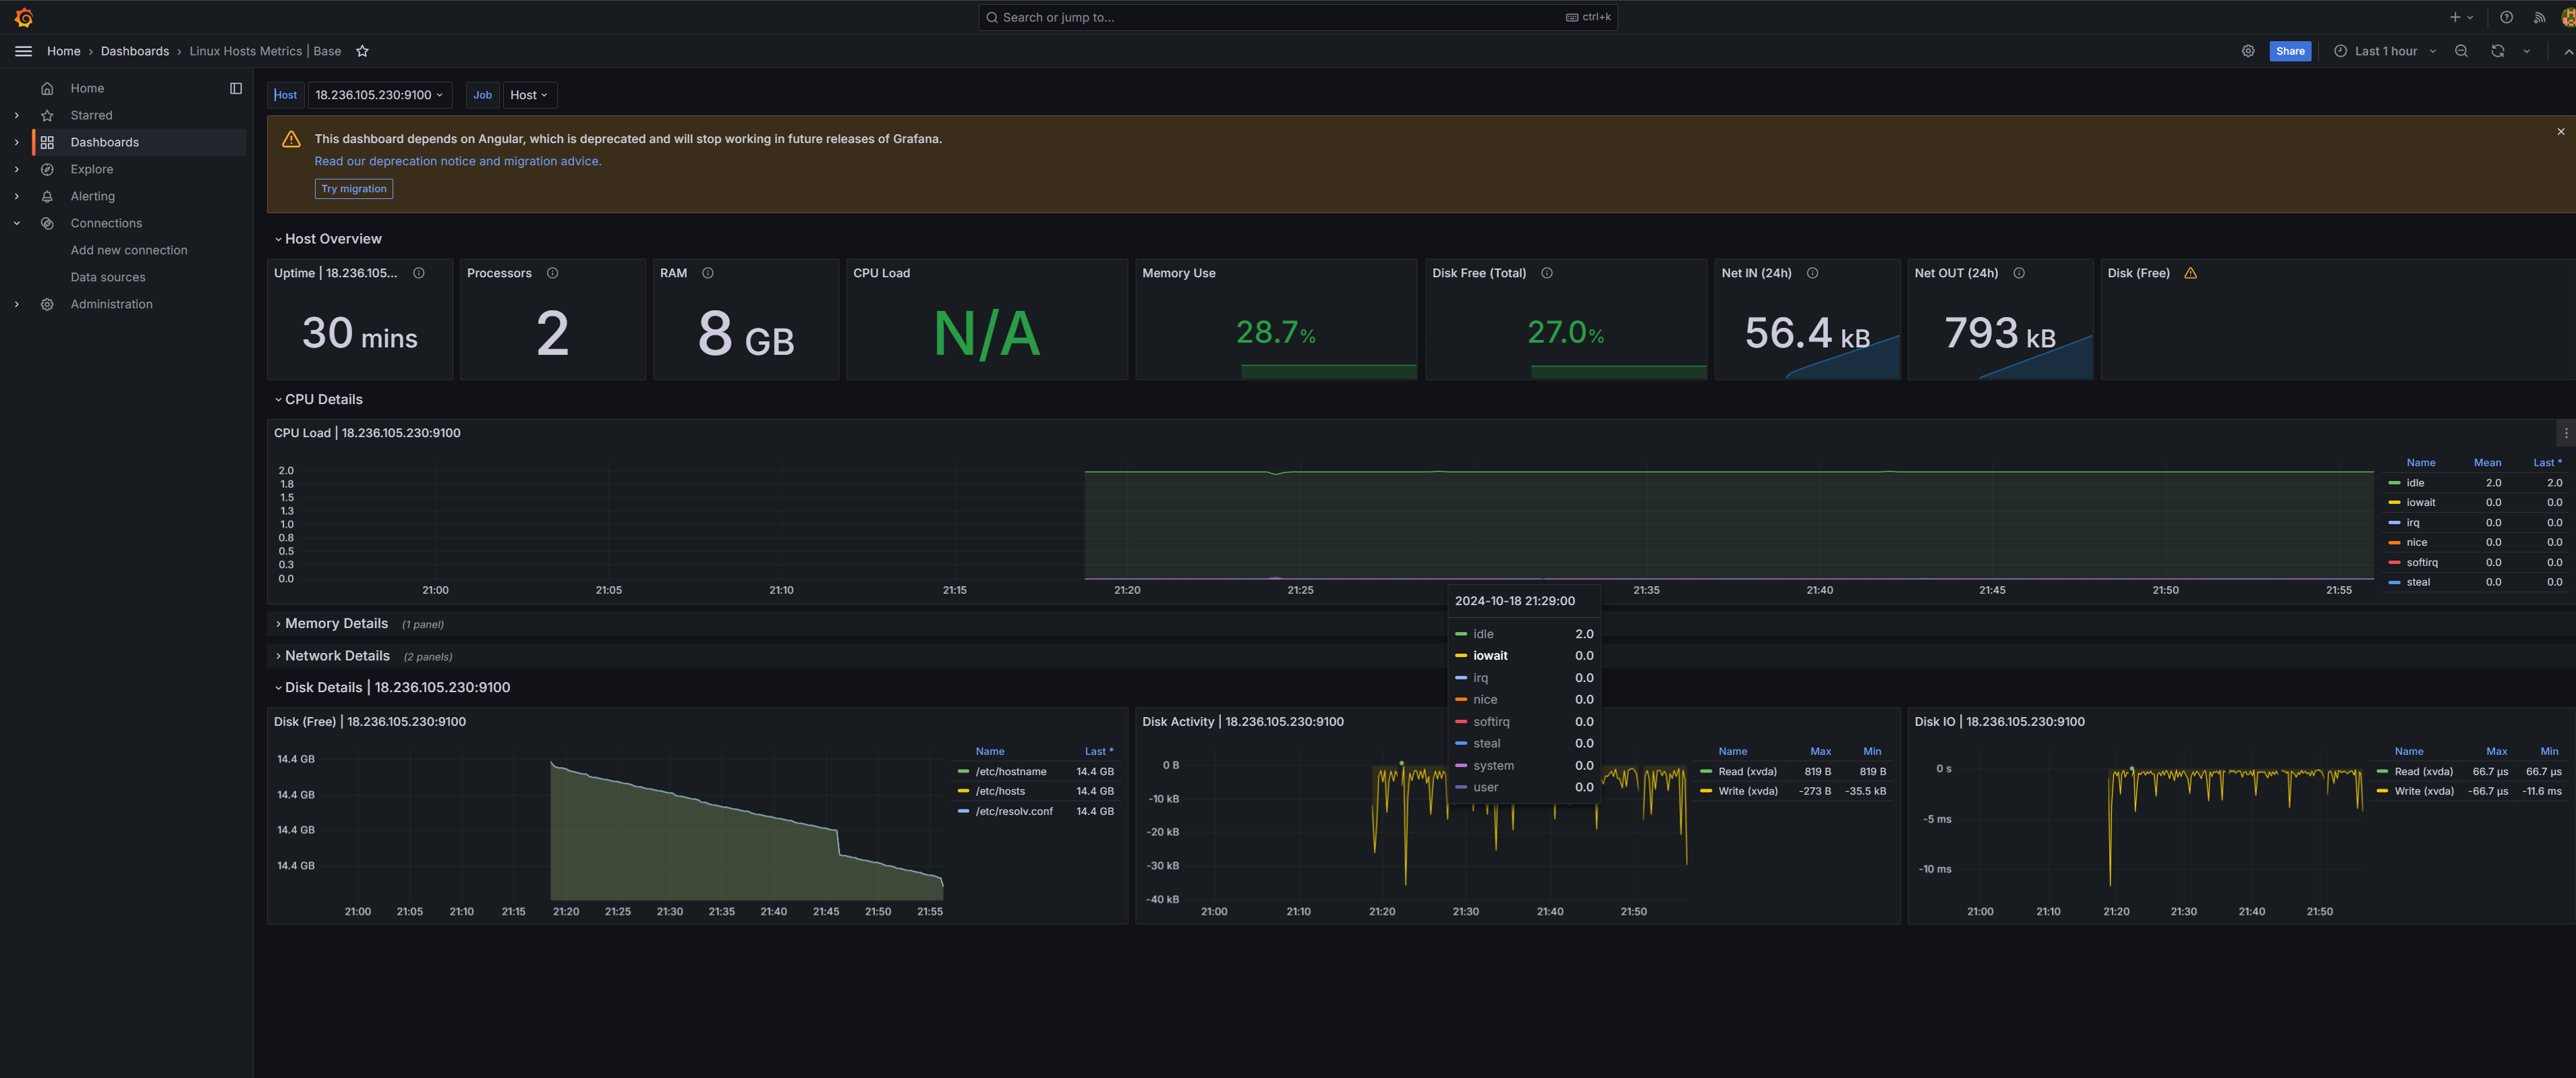 Search or jump to...
ctrl+k
Home › Dashboards › Linux Hosts Metrics | Base
Share
Last 1 hour
Home
Starred
Dashboards
Explore
Alerting
Connections
Add new connection
Data sources
Administration
Host 18.236.105.230:9100
Job Host
This dashboard depends on Angular, which is deprecated and will stop working in future releases of Grafana.
Read our deprecation notice and migration advice.
Try migration
Host Overview
Uptime | 18.236.105...
30 mins
Processors
2
RAM
8 GB
CPU Load
N/A
Memory Use
28.7%
Disk Free (Total)
27.0%
Net IN (24h)
56.4 kB
Net OUT (24h)
793 kB
Disk (Free)
CPU Details
CPU Load | 18.236.105.230:9100
2.0
1.8
1.5
1.3
1.0
0.8
0.5
0.3
0.0
21:00 21:05 21:10 21:15 21:20 21:25 21:35 21:40 21:45 21:50 21:55
Name Mean Last *
idle 2.0 2.0
iowait 0.0 0.0
irq 0.0 0.0
nice 0.0 0.0
softirq 0.0 0.0
steal 0.0 0.0
2024-10-18 21:29:00
idle 2.0
iowait 0.0
irq 0.0
nice 0.0
softirq 0.0
steal 0.0
system 0.0
user 0.0
Memory Details (1 panel)
Network Details (2 panels)
Disk Details | 18.236.105.230:9100
Disk (Free) | 18.236.105.230:9100
14.4 GB
14.4 GB
14.4 GB
14.4 GB
21:00 21:05 21:10 21:15 21:20 21:25 21:30 21:35 21:40 21:45 21:50 21:55
Name Last *
/etc/hostname 14.4 GB
/etc/hosts 14.4 GB
/etc/resolv.conf 14.4 GB
Disk Activity | 18.236.105.230:9100
0 B
-10 kB
-20 kB
-30 kB
-40 kB
21:00 21:10 21:20 21:30 21:40 21:50
Name Max Min
Read (xvda) 819 B 819 B
Write (xvda) -273 B -35.5 kB
Disk IO | 18.236.105.230:9100
0 s
-5 ms
-10 ms
21:00 21:10 21:20 21:30 21:40 21:50
Name Max Min
Read (xvda) 66.7 µs 66.7 µs
Write (xvda) -66.7 µs -11.6 ms